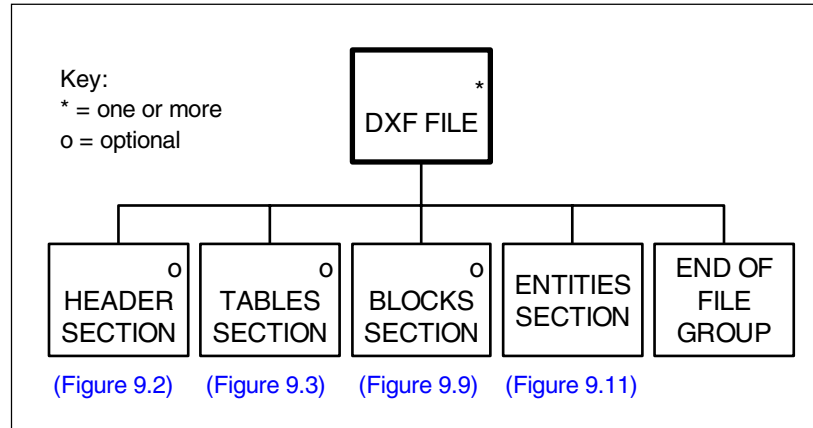 Key:
* = one or more
o = optional
*
DXF FILE
o
HEADER
SECTION
o
TABLES
SECTION
o
BLOCKS
SECTION
ENTITIES
SECTION
END OF
FILE
GROUP
(Figure 9.2)
(Figure 9.3)
(Figure 9.9)
(Figure 9.11)